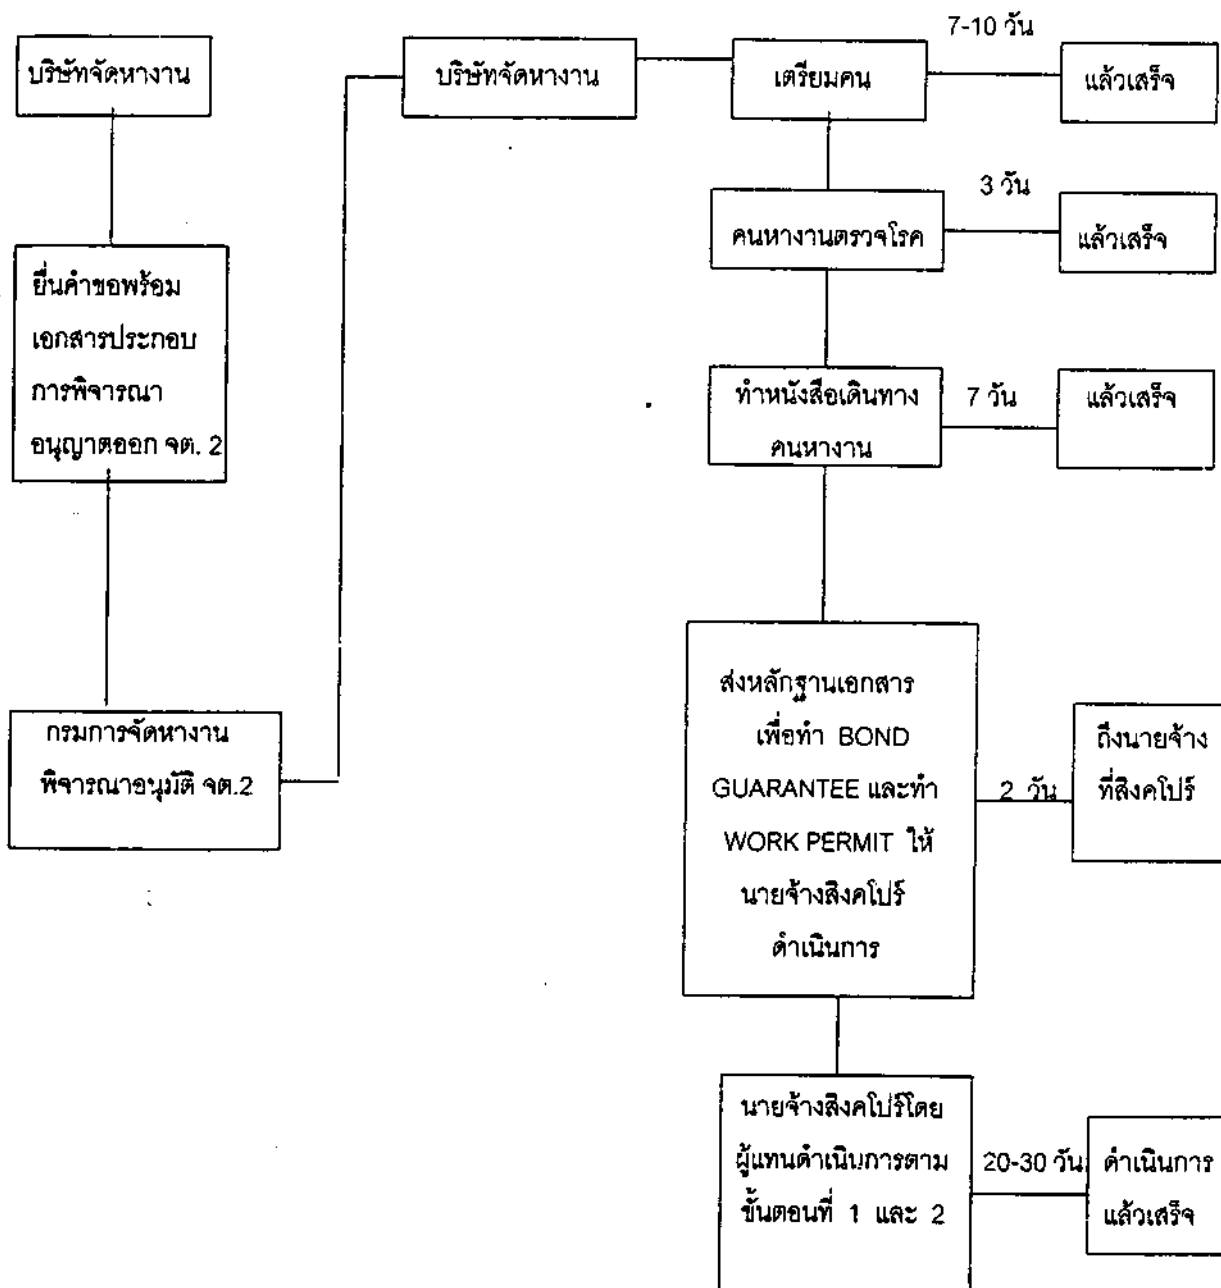 บริษัทจัดหางาน
ยื่นคำขอพร้อม
เอกสารประกอบ
การพิจารณา
อนุญาตออก จต. 2
กรมการจัดหางาน
พิจารณาอนุมัติ จต.2
บริษัทจัดหางาน
เตรียมคน
7-10 วัน
แล้วเสร็จ
คนหางานตรวจโรค
3 วัน
แล้วเสร็จ
ทำหนังสือเดินทาง
คนหางาน
7 วัน
แล้วเสร็จ
ส่งหลักฐานเอกสาร
เพื่อทำ BOND
GUARANTEE และทำ
WORK PERMIT ให้
นายจ้างสิงคโปร์
ดำเนินการ
2 วัน
ถึงนายจ้าง
ที่สิงคโปร์
นายจ้างสิงคโปร์โดย
ผู้แทนดำเนินการตาม
ขั้นตอนที่ 1 และ 2
20-30 วัน
ดำเนินการ
แล้วเสร็จ